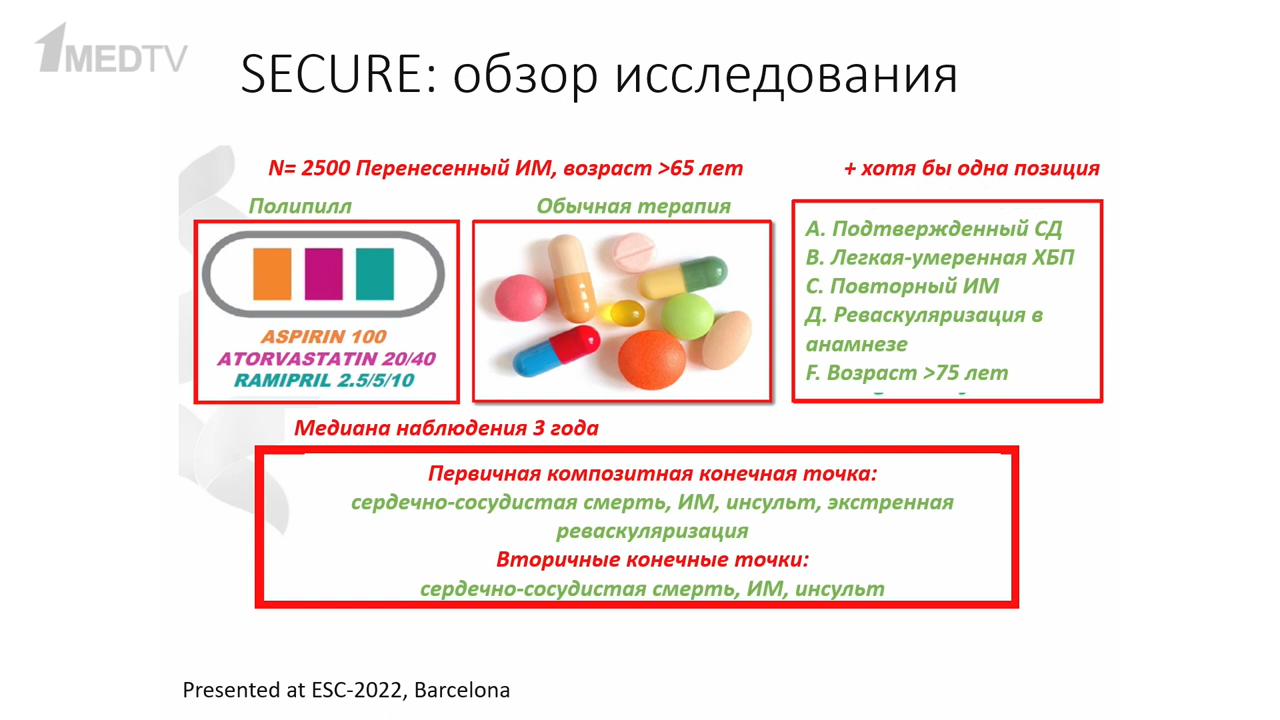 1MEDTV
SECURE: обзор исследования
N= 2500 Перенесенный ИМ, возраст >65 лет
+ хотя бы одна позиция
Полипилл
Обычная терапия
ASPIRIN 100
ATORVASTATIN 20/40
RAMIPRIL 2.5/5/10
А. Подтвержденный СД
В. Легкая-умеренная ХБП
С. Повторный ИМ
Д. Реваскуляризация в
анамнезе
F. Возраст >75 лет
Медиана наблюдения 3 года
Первичная композитная конечная точка:
сердечно-сосудистая смерть, ИМ, инсульт, экстренная
реваскуляризация
Вторичные конечные точки:
сердечно-сосудистая смерть, ИМ, инсульт
Presented at ESC-2022, Barcelona